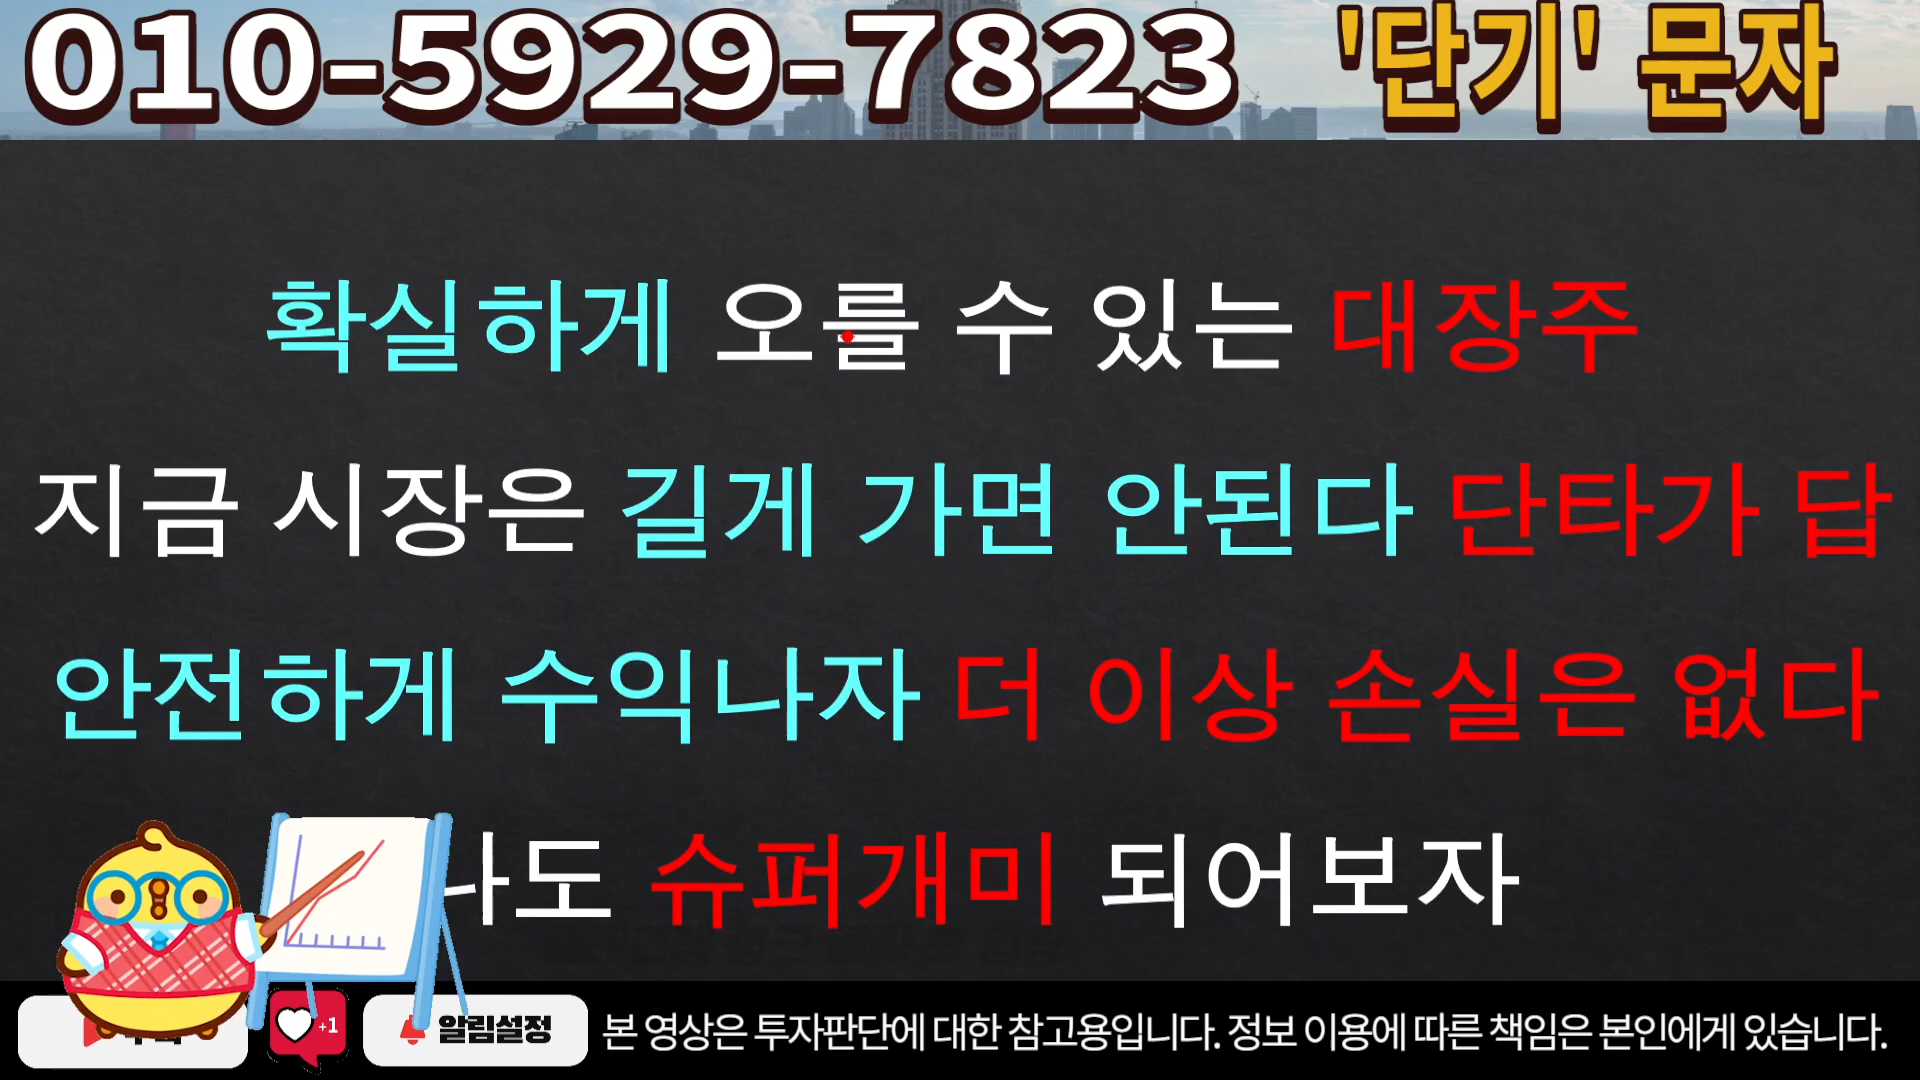 010-5929-7823 '단기' 문자
확실하게 오를 수 있는 대장주
지금 시장은 길게 가면 안된다 단타가 답
안전하게 수익나자 더 이상 손실은 없다
슈퍼개미 되어보자
+1 알림설정 본 영상은 투자판단에 대한 참고용입니다. 정보 이용에 따른 책임은 본인에게 있습니다.